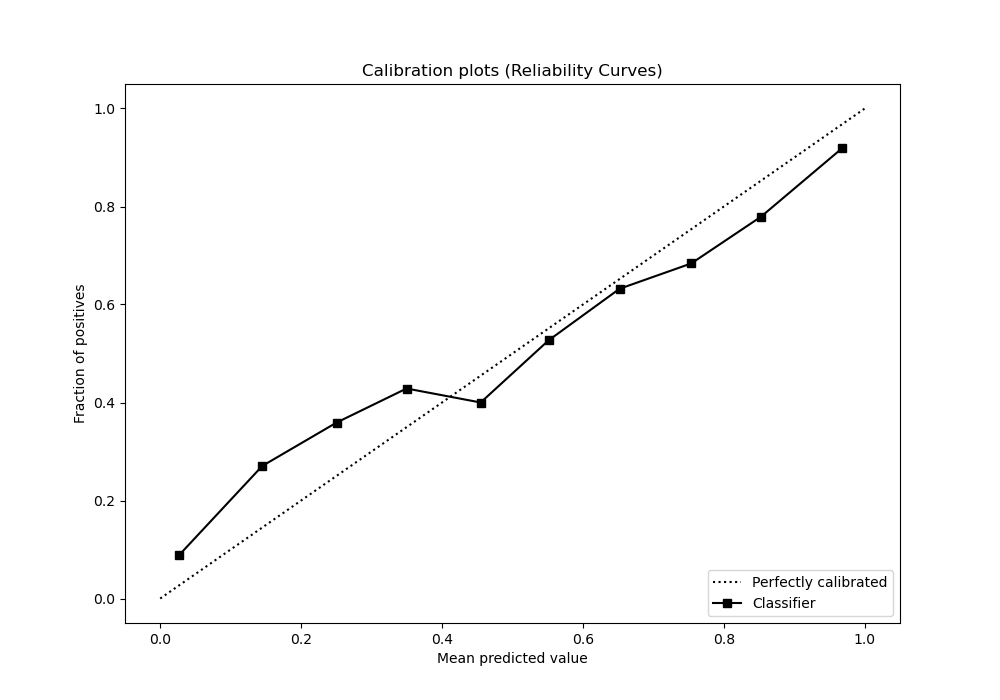 Calibration plots (Reliability Curves)
1.0
0.8
0.6
0.4
0.2
0.0
Fraction of positives
Perfectly calibrated
Classifier
0.0 0.2 0.4 0.6 0.8 1.0
Mean predicted value